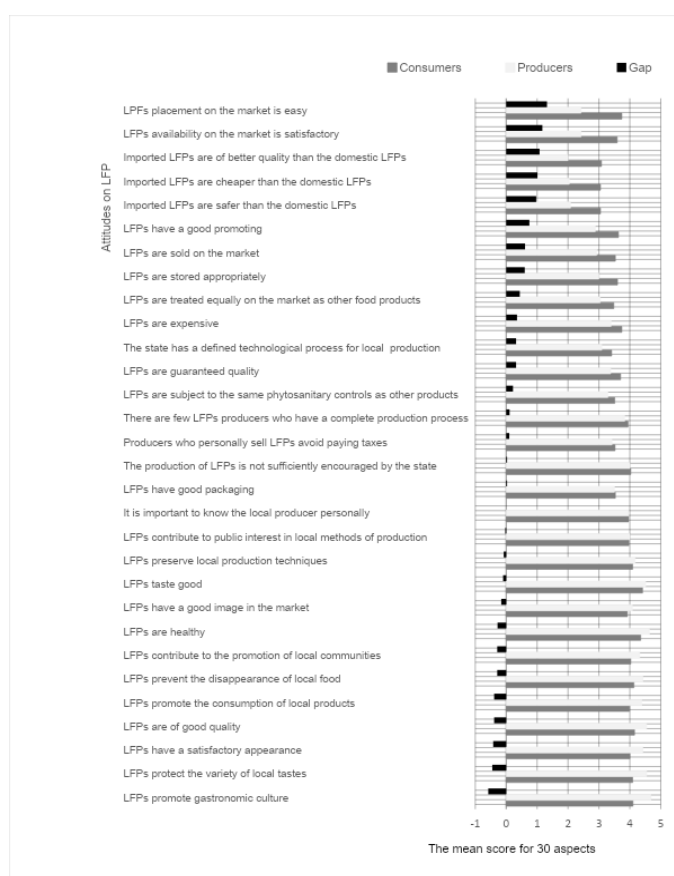 Consumers Producers Gap
Attitudes on LFP
LPFs placement on the market is easy
LFPs availability on the market is satisfactory
Imported LFPs are of better quality than the domestic LFPs
Imported LFPs are cheaper than the domestic LFPs
Imported LFPs are safer than the domestic LFPs
LFPs have a good promoting
LFPs are sold on the market
LFPs are stored appropriately
LFPs are treated equally on the market as other food products
LFPs are expensive
The state has a defined technological process for local production
LFPs are guaranteed quality
LFPs are subject to the same phytosanitary controls as other products
There are few LFPs producers who have a complete production process
Producers who personally sell LFPs avoid paying taxes
The production of LFPs is not sufficiently encouraged by the state
LFPs have good packaging
It is important to know the local producer personally
LFPs contribute to public interest in local methods of production
LFPs preserve local production techniques
LFPs taste good
LFPs have a good image in the market
LFPs are healthy
LFPs contribute to the promotion of local communities
LFPs prevent the disappearance of local food
LFPs promote the consumption of local products
LFPs are of good quality
LFPs have a satisfactory appearance
LFPs protect the variety of local tastes
LFPs promote gastronomic culture
-1 0 1 2 3 4 5
The mean score for 30 aspects